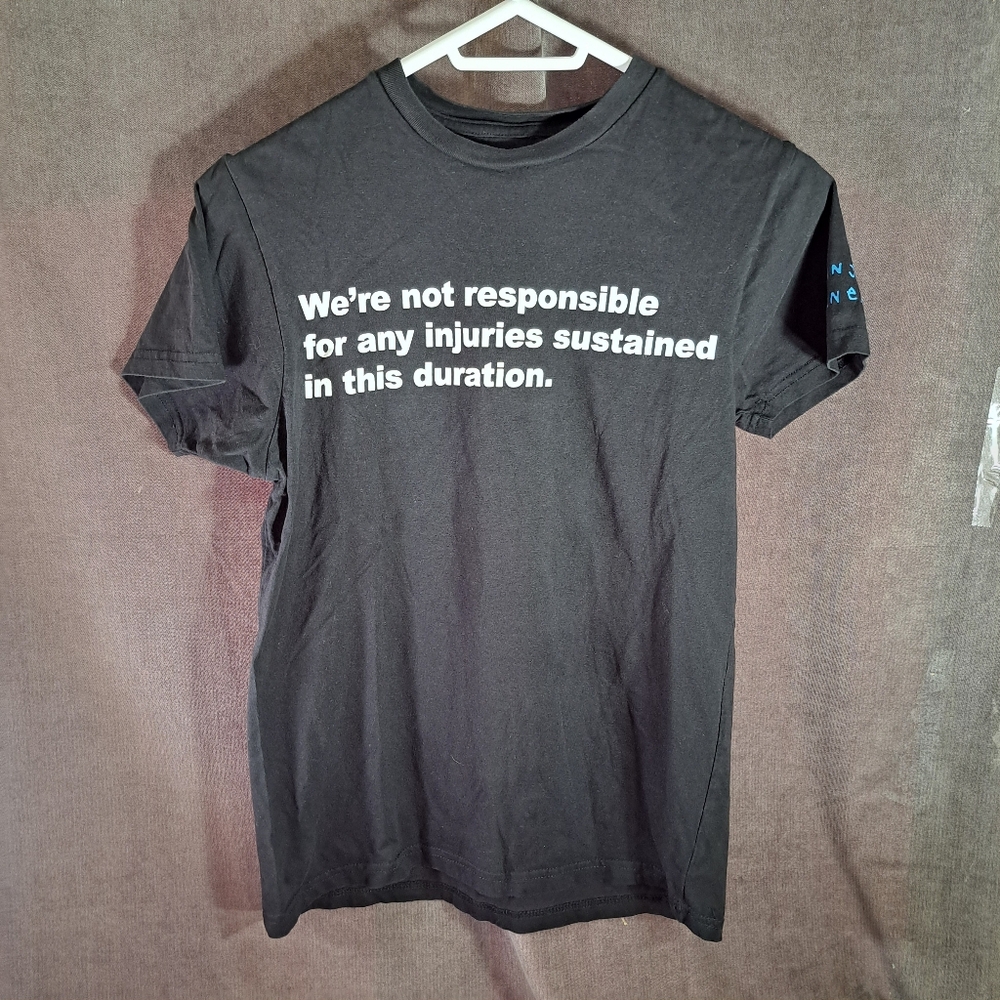 We're not responsible
for any injuries sustained
in this duration.